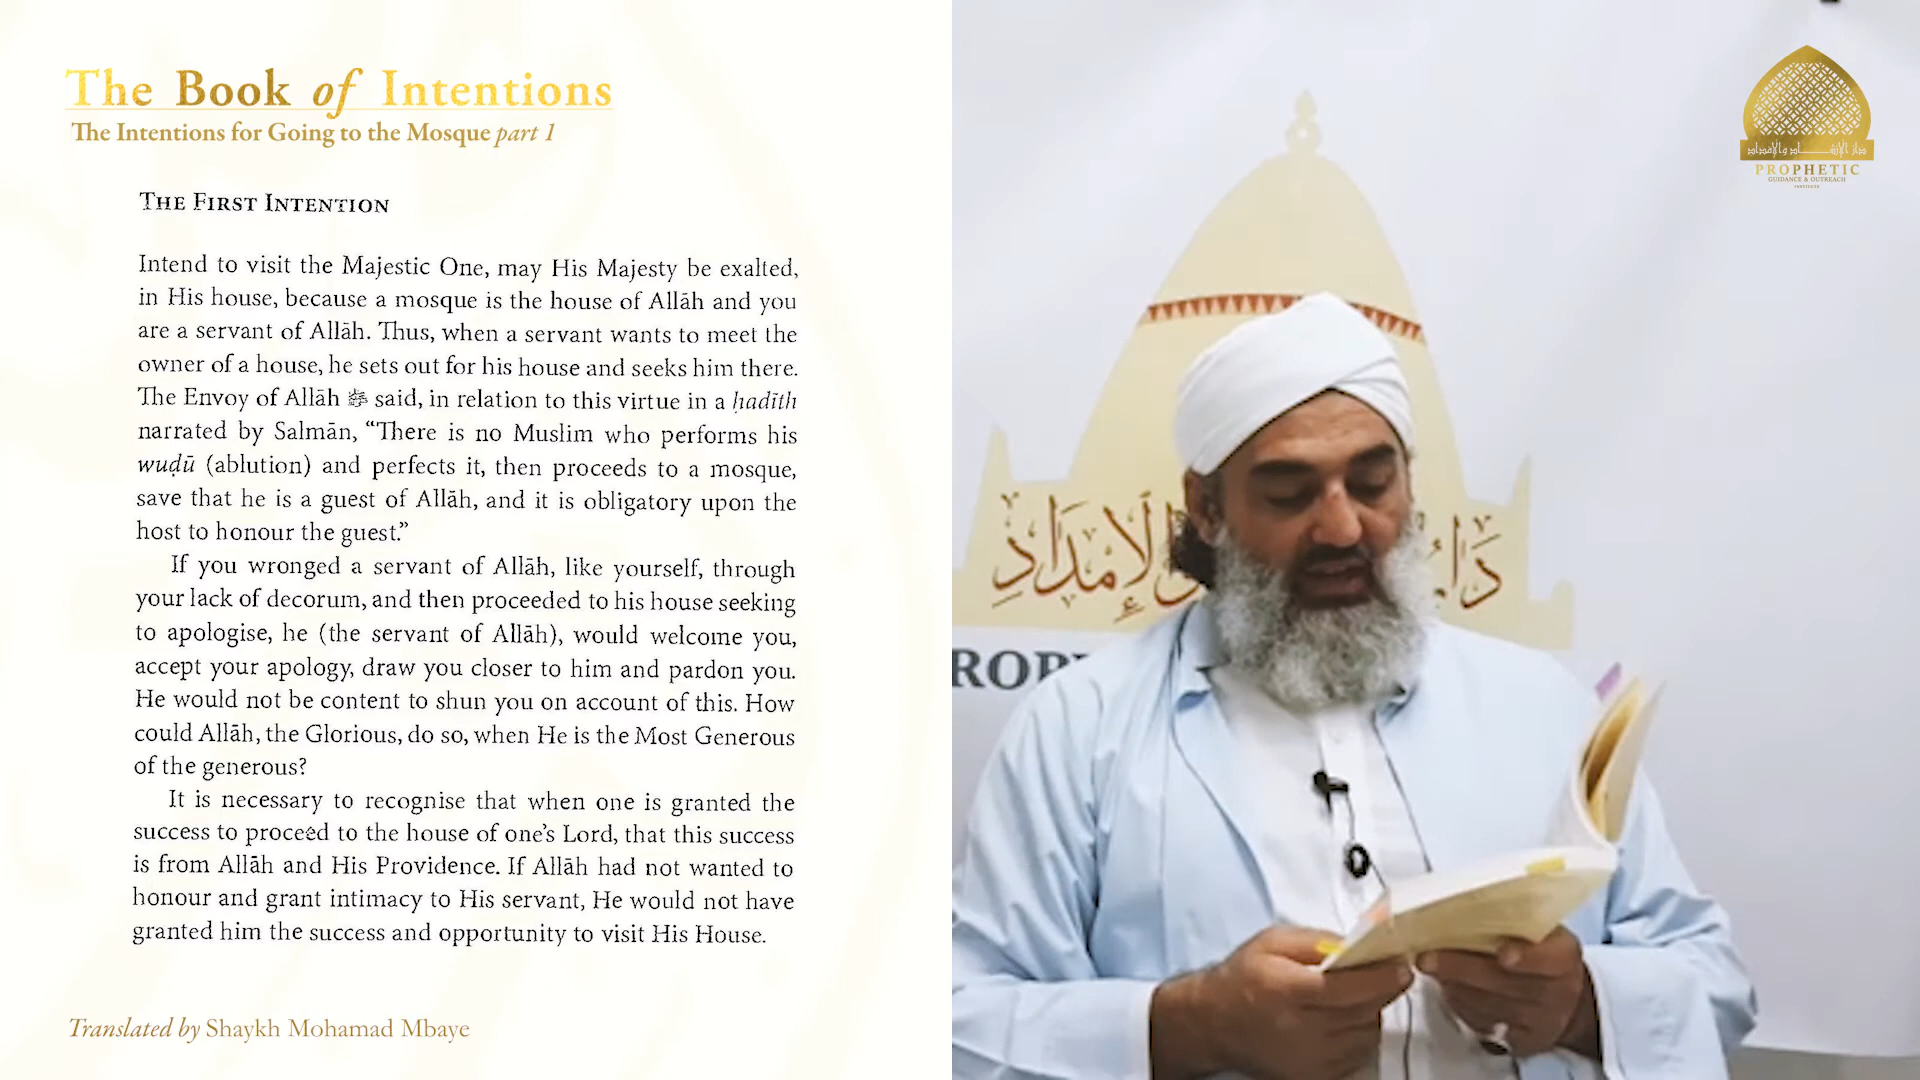 The Book of Intentions
The Intentions for Going to the Mosque part 1
THE FIRST INTENTION
Intend to visit the Majestic One, may His Majesty be exalted,
in His house, because a mosque is the house of Allāh and you
are a servant of Allāh. Thus, when a servant wants to meet the
owner of a house, he sets out for his house and seeks him there.
The Envoy of Allāh ﷺ said, in relation to this virtue in a ḥadīth
narrated by Salmān, “There is no Muslim who performs his
wuḍū (ablution) and perfects it, then proceeds to a mosque,
save that he is a guest of Allāh, and it is obligatory upon the
host to honour the guest.”
If you wronged a servant of Allāh, like yourself, through
your lack of decorum, and then proceeded to his house seeking
to apologise, he (the servant of Allāh), would welcome you,
accept your apology, draw you closer to him and pardon you.
He would not be content to shun you on account of this. How
could Allāh, the Glorious, do so, when He is the Most Generous
of the generous?
It is necessary to recognise that when one is granted the
success to proceed to the house of one’s Lord, that this success
is from Allāh and His Providence. If Allāh had not wanted to
honour and grant intimacy to His servant, He would not have
granted him the success and opportunity to visit His House.
Translated by Shaykh Mohamad Mbaye
دار الإنقـاد والإمداد
PROPHETIC
GUIDANCE & OUTREACH
INSTITUTE
دَارُ الإِمْدَادِ
ROP